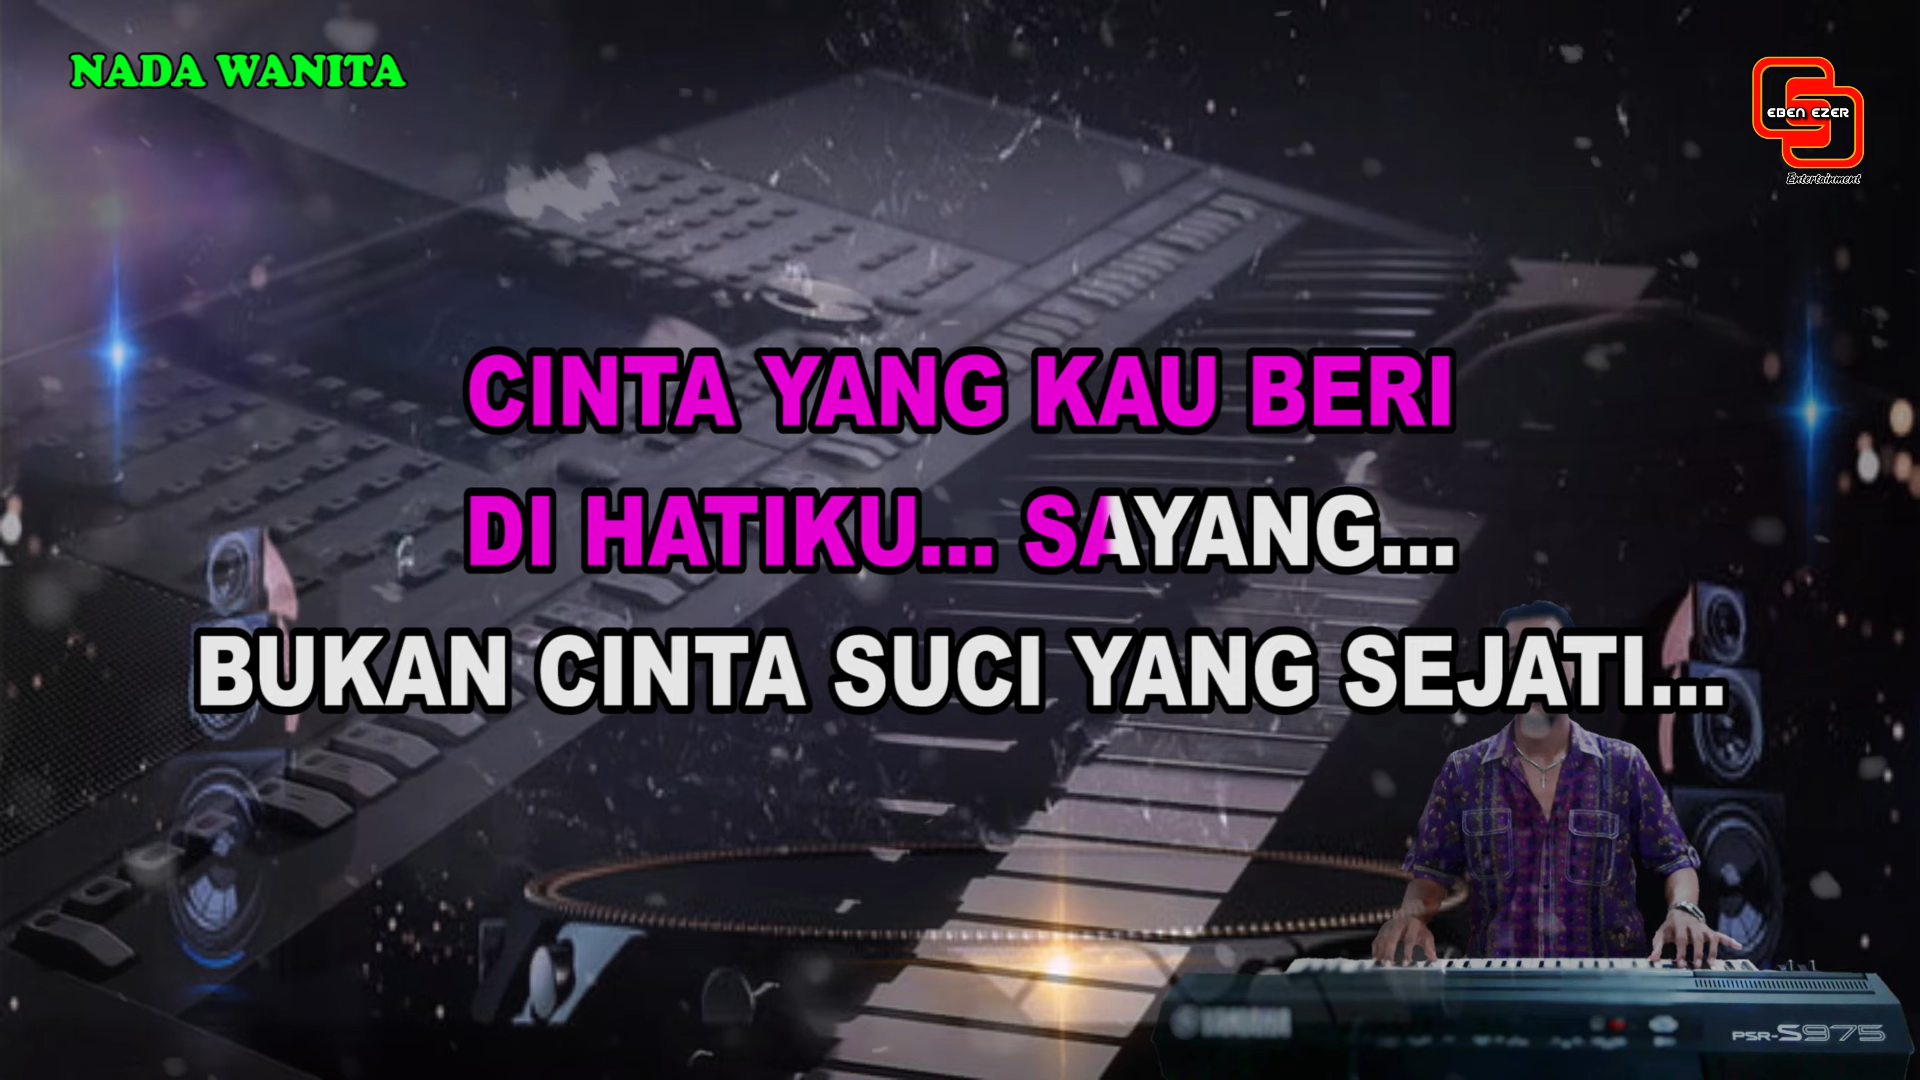 NADA WANITA
EBEN EZER
Entertainment
CINTA YANG KAU BERI
DI HATIKU... SAYANG...
BUKAN CINTA SUCI YANG SEJATI...
PSR-S975